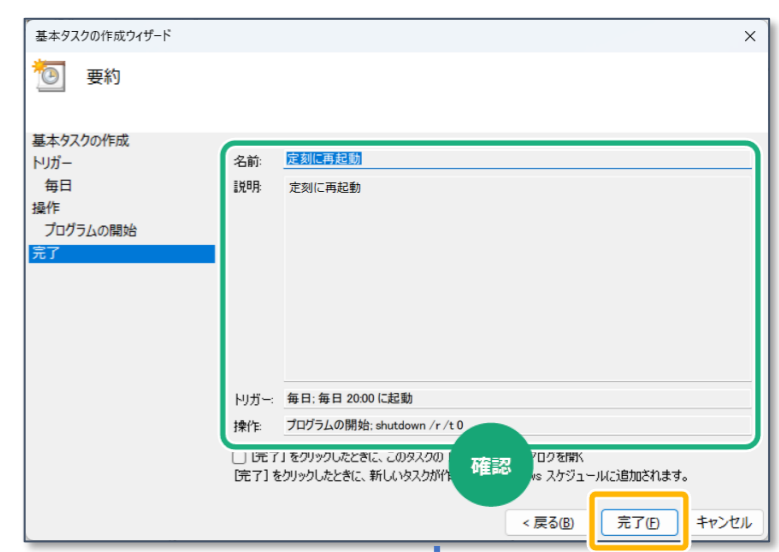 基本タスクの作成ウィザード
要約
基本タスクの作成
トリガー
毎日
操作
プログラムの開始
完了
名前: 定刻に再起動
説明: 定刻に再起動
トリガー: 毎日; 毎日 20:00 に起動
操作: プログラムの開始; shutdown /r /t 0
[完了] をクリックしたときに、このタスクの
を開く
[完了] をクリックしたときに、新しいタスクが作
スケジュールに追加されます。
確認
< 戻る(B)
完了(F)
キャンセル